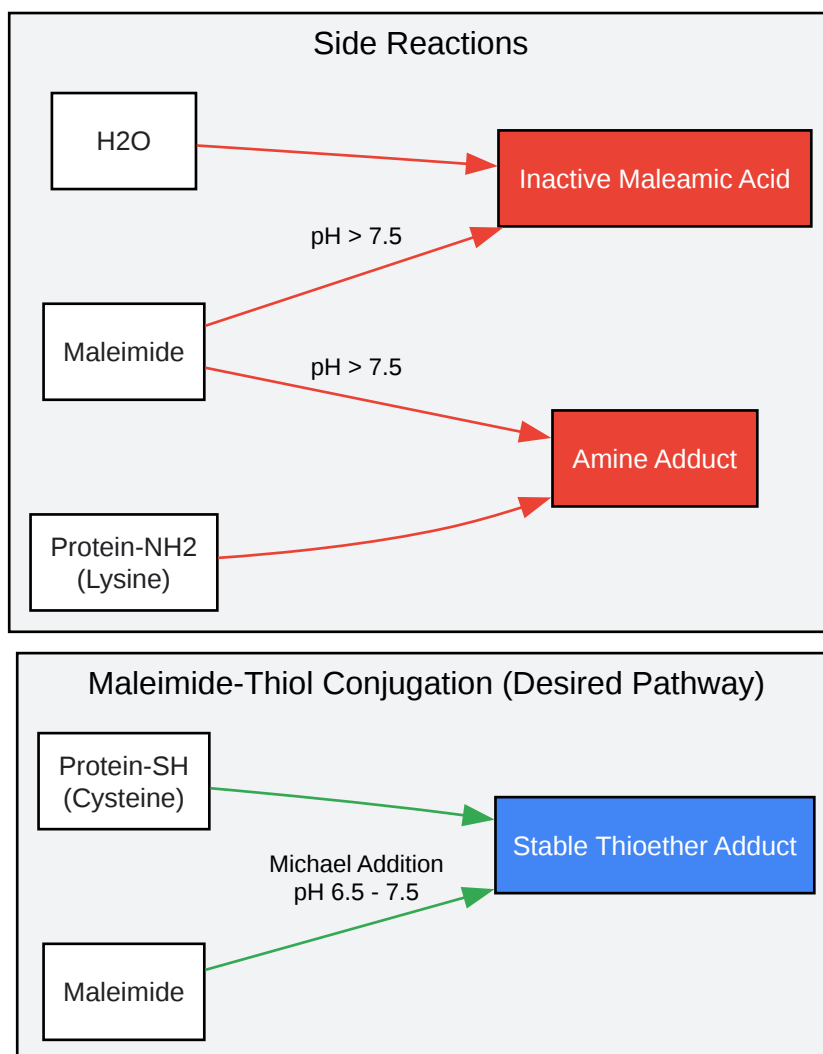 Side Reactions
H2O
Inactive Maleamic Acid
pH > 7.5
Maleimide
pH > 7.5
Amine Adduct
Protein-NH2
(Lysine)
Maleimide-Thiol Conjugation (Desired Pathway)
Protein-SH
(Cysteine)
Stable Thioether Adduct
Michael Addition
pH 6.5 - 7.5
Maleimide